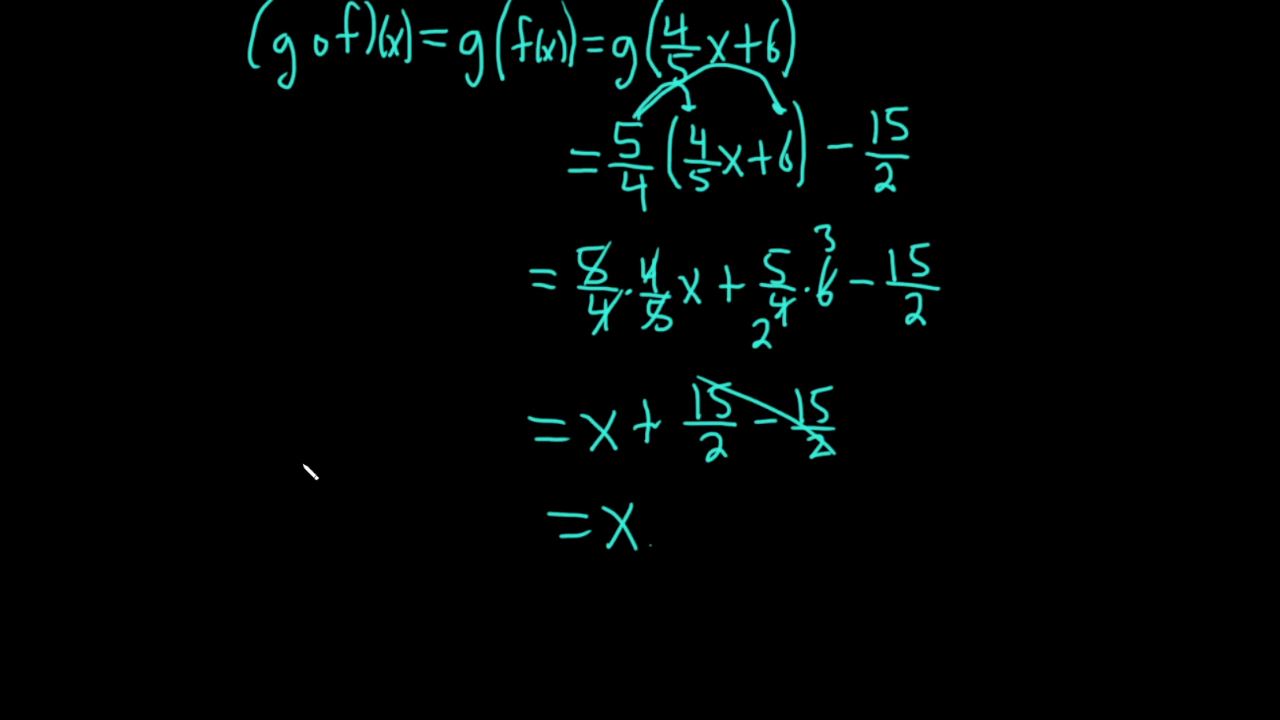 (g∘f)(x) = g(f(x)) = g(4/5 x + 6)
= 5/4 (4/5 x + 6) - 15/2
= 5/4 · 4/5 x + 5/4 2 · 6 3 - 15/2
= x + 15/2 - 15/2
= x.